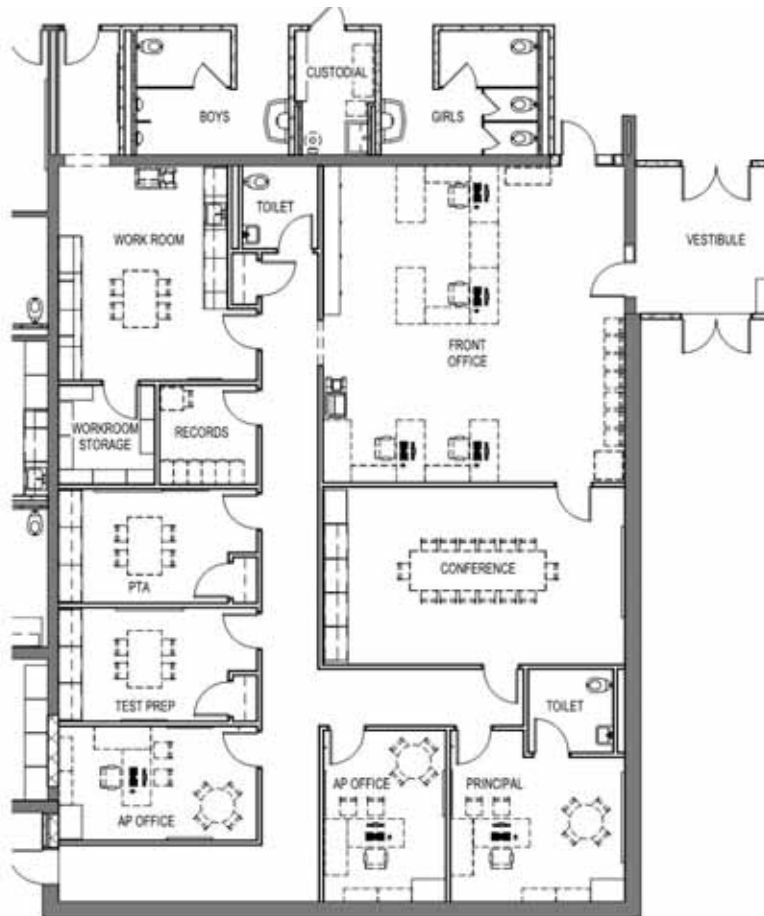 CUSTODIAL
BOYS
GIRLS
TOILET
WORK ROOM
VESTIBULE
FRONT
OFFICE
WORKROOM
STORAGE
RECORDS
CONFERENCE
PTA
TEST PREP
TOILET
AP OFFICE
PRINCIPAL
AP OFFICE